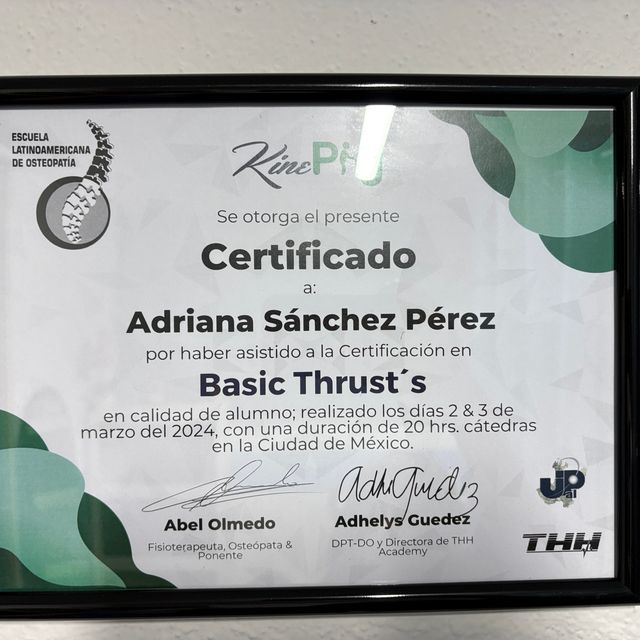 ESCUELA
LATINOAMERICANA
DE OSTEOPATÍA
Se otorga el presente
Certificado
a:
Adriana Sánchez Pérez
por haber asistido a la Certificación en
Basic Thrust´s
en calidad de alumno; realizado los días 2 & 3 de
marzo del 2024, con una duración de 20 hrs. cátedras
en la Ciudad de México.
Adhi Guedez
Abel Olmedo
Adhelys Guedez
Fisioterapeuta, Osteópata &
Ponente
DPT-DO y Directora de THH
Academy
THH